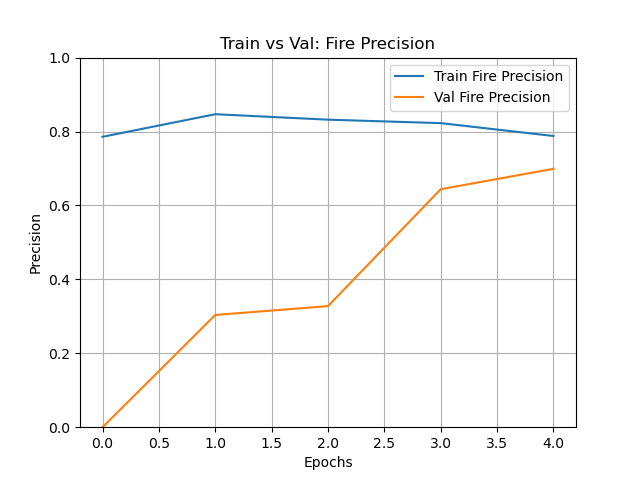 Train vs Val: Fire Precision
Train Fire Precision
Val Fire Precision
Precision
1.0
0.8
0.6
0.4
0.2
0.0
0.0 0.5 1.0 1.5 2.0 2.5 3.0 3.5 4.0
Epochs